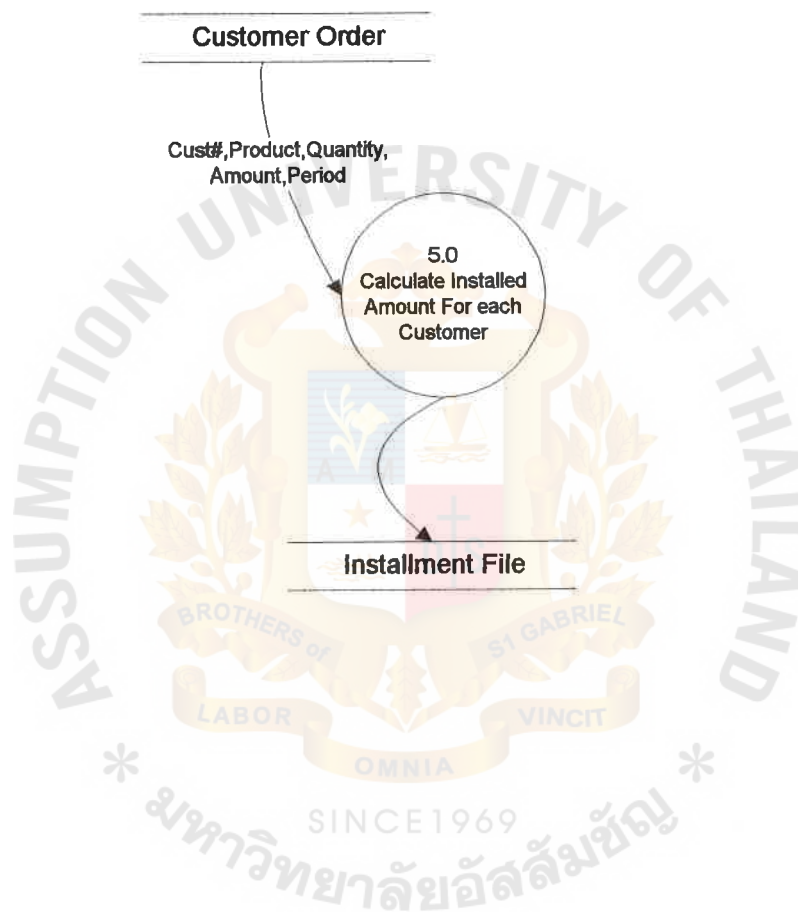 Customer Order
Cust#,Product,Quantity,
Amount,Period
5.0
Calculate Installed
Amount For each
Customer
Installment File
ASSUMPTION UNIVERSITY OF THAILAND
A M
D S G
BROTHERS of
S1 GABRIEL
LABOR
VINCIT
OMNIA
* *
SINCE1969
มหาวิทยาลัยอัสสัมชัญ